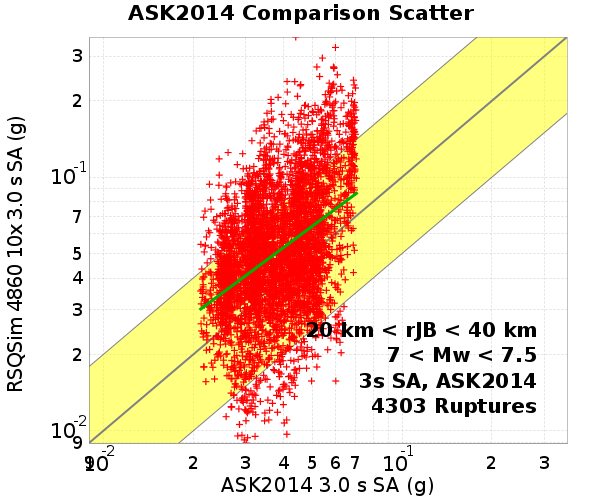 ASK2014 Comparison Scatter
RSQSim 4860 10x 3.0 s SA (g)
3
2
10-1
7
5
4
3
2
10-2
9
20 km < rJB < 40 km
7 < Mw < 7.5
3s SA, ASK2014
4303 Ruptures
9 10-2 2 3 4 5 6 7 10-1 2 3
ASK2014 3.0 s SA (g)